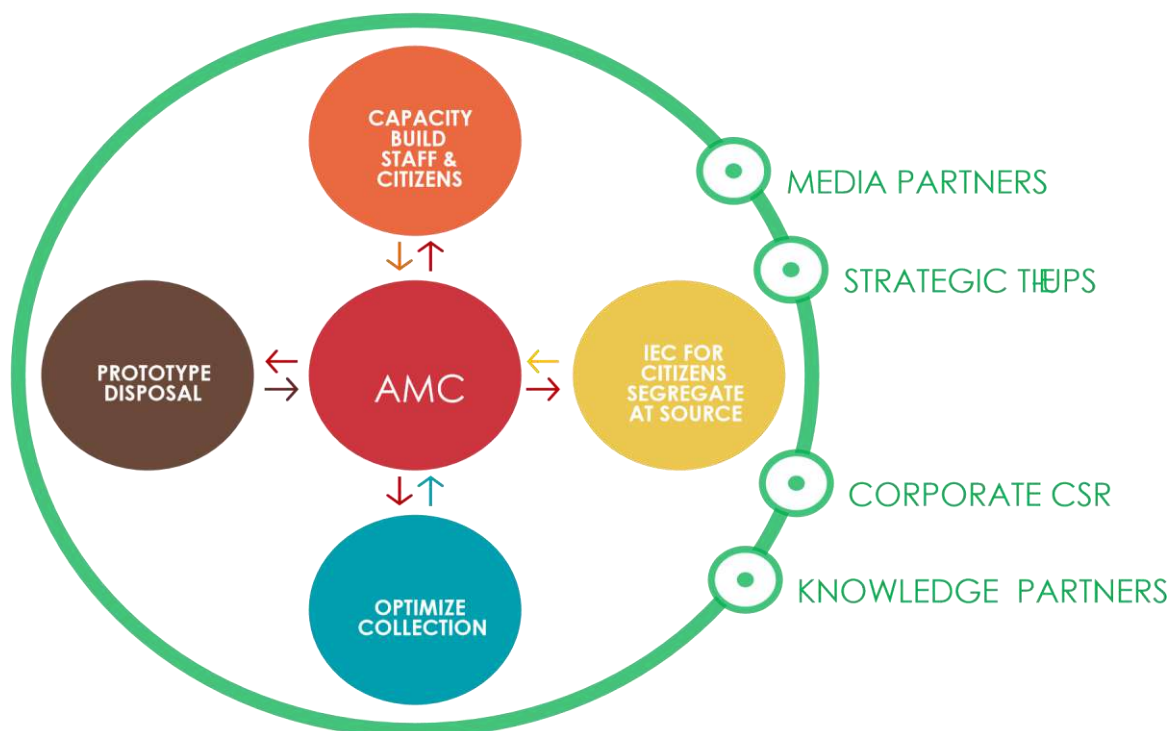 CAPACITY
BUILD
STAFF &
CITIZENS
MEDIA PARTNERS
STRATEGIC
PROTOTYPE
DISPOSAL
AMC
IEC FOR
CITIZENS
SEGREGATE
AT SOURCE
CORPORATE CSR
KNOWLEDGE PARTNERS
OPTIMIZE
COLLECTION